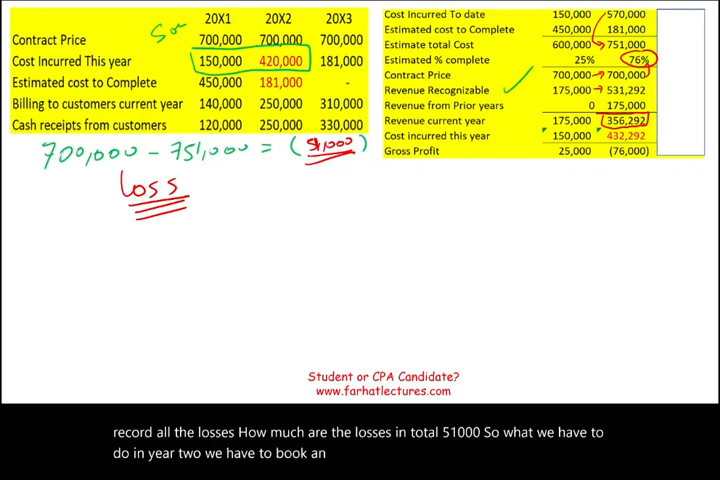 20X1 20X2 20X3
Contract Price 700,000 700,000 700,000
Cost Incurred This year 150,000 420,000 181,000
Estimated cost to Complete 450,000 181,000 -
Billing to customers current year 140,000 250,000 310,000
Cash receipts from customers 120,000 250,000 330,000
700,000 - 751,000 = (51,000)
Loss
Cost Incurred To date 150,000 570,000
Estimated cost to Complete 450,000 181,000
Estimate total Cost 600,000 751,000
Estimated % complete 25% 76%
Contract Price 700,000 700,000
Revenue Recognizable 175,000 531,292
Revenue from Prior years 0 175,000
Revenue current year 175,000 356,292
Cost incurred this year 150,000 432,292
Gross Profit 25,000 (76,000)
Student or CPA Candidate?
www.farhatlectures.com
record all the losses How much are the losses in total 51000 So what we have to
do in year two we have to book an